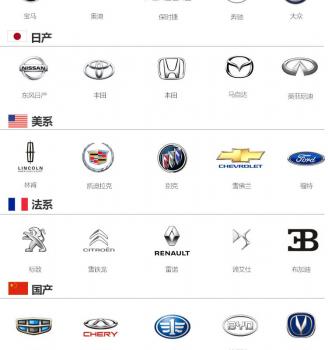 宝马 奥迪 保时捷 奔驰 大众
日产
NISSAN
东风日产 丰田 本田 马自达 英菲尼迪
美系
LINCOLN CHEVROLET Ford
林肯 凯迪拉克 别克 雪佛兰 福特
法系
CITROËN RENAULT
标致 雪铁龙 雷诺 谛艾仕 布加迪
国产
CHERY BYD